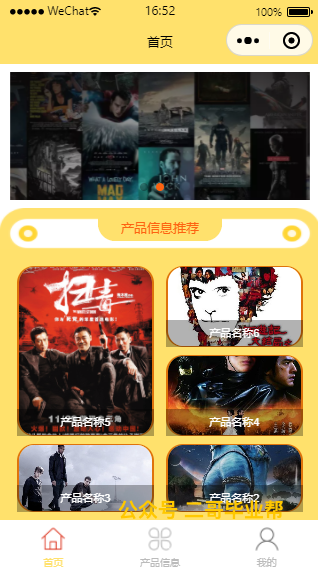 WeChat
16:52
100%
首页
MAD
产品信息推荐
扫毒
产品名称5
产品名称6
产品名称4
产品名称3
产品名称2
公众号 二哥毕业帮
首页
产品信息
我的